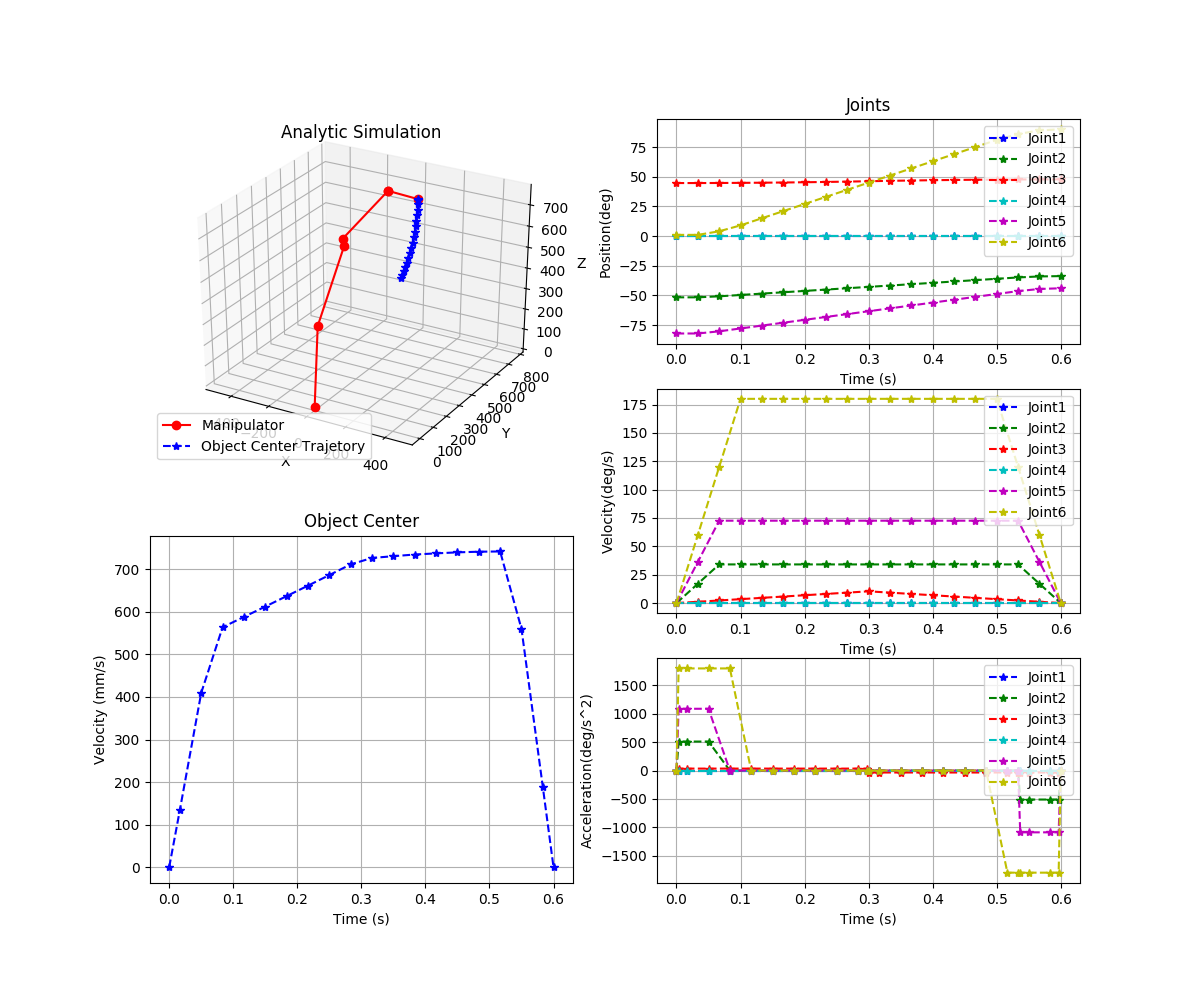 Analytic Simulation
700
600
500
400
300
200
100
0
Z
800
700
600
500
400
300
200
100
0
Y
−400
−200
0
200
400
X
Manipulator
Object Center Trajetory
Joints
75
50
25
0
−25
−50
−75
Position(deg)
0.0 0.1 0.2 0.3 0.4 0.5 0.6
Time (s)
Joint1
Joint2
Joint3
Joint4
Joint5
Joint6
175
150
125
100
75
50
25
0
Velocity(deg/s)
0.0 0.1 0.2 0.3 0.4 0.5 0.6
Time (s)
Joint1
Joint2
Joint3
Joint4
Joint5
Joint6
Object Center
700
600
500
400
300
200
100
0
Velocity (mm/s)
0.0 0.1 0.2 0.3 0.4 0.5 0.6
Time (s)
1500
1000
500
0
−500
−1000
−1500
Acceleration(deg/s^2)
0.0 0.1 0.2 0.3 0.4 0.5 0.6
Time (s)
Joint1
Joint2
Joint3
Joint4
Joint5
Joint6